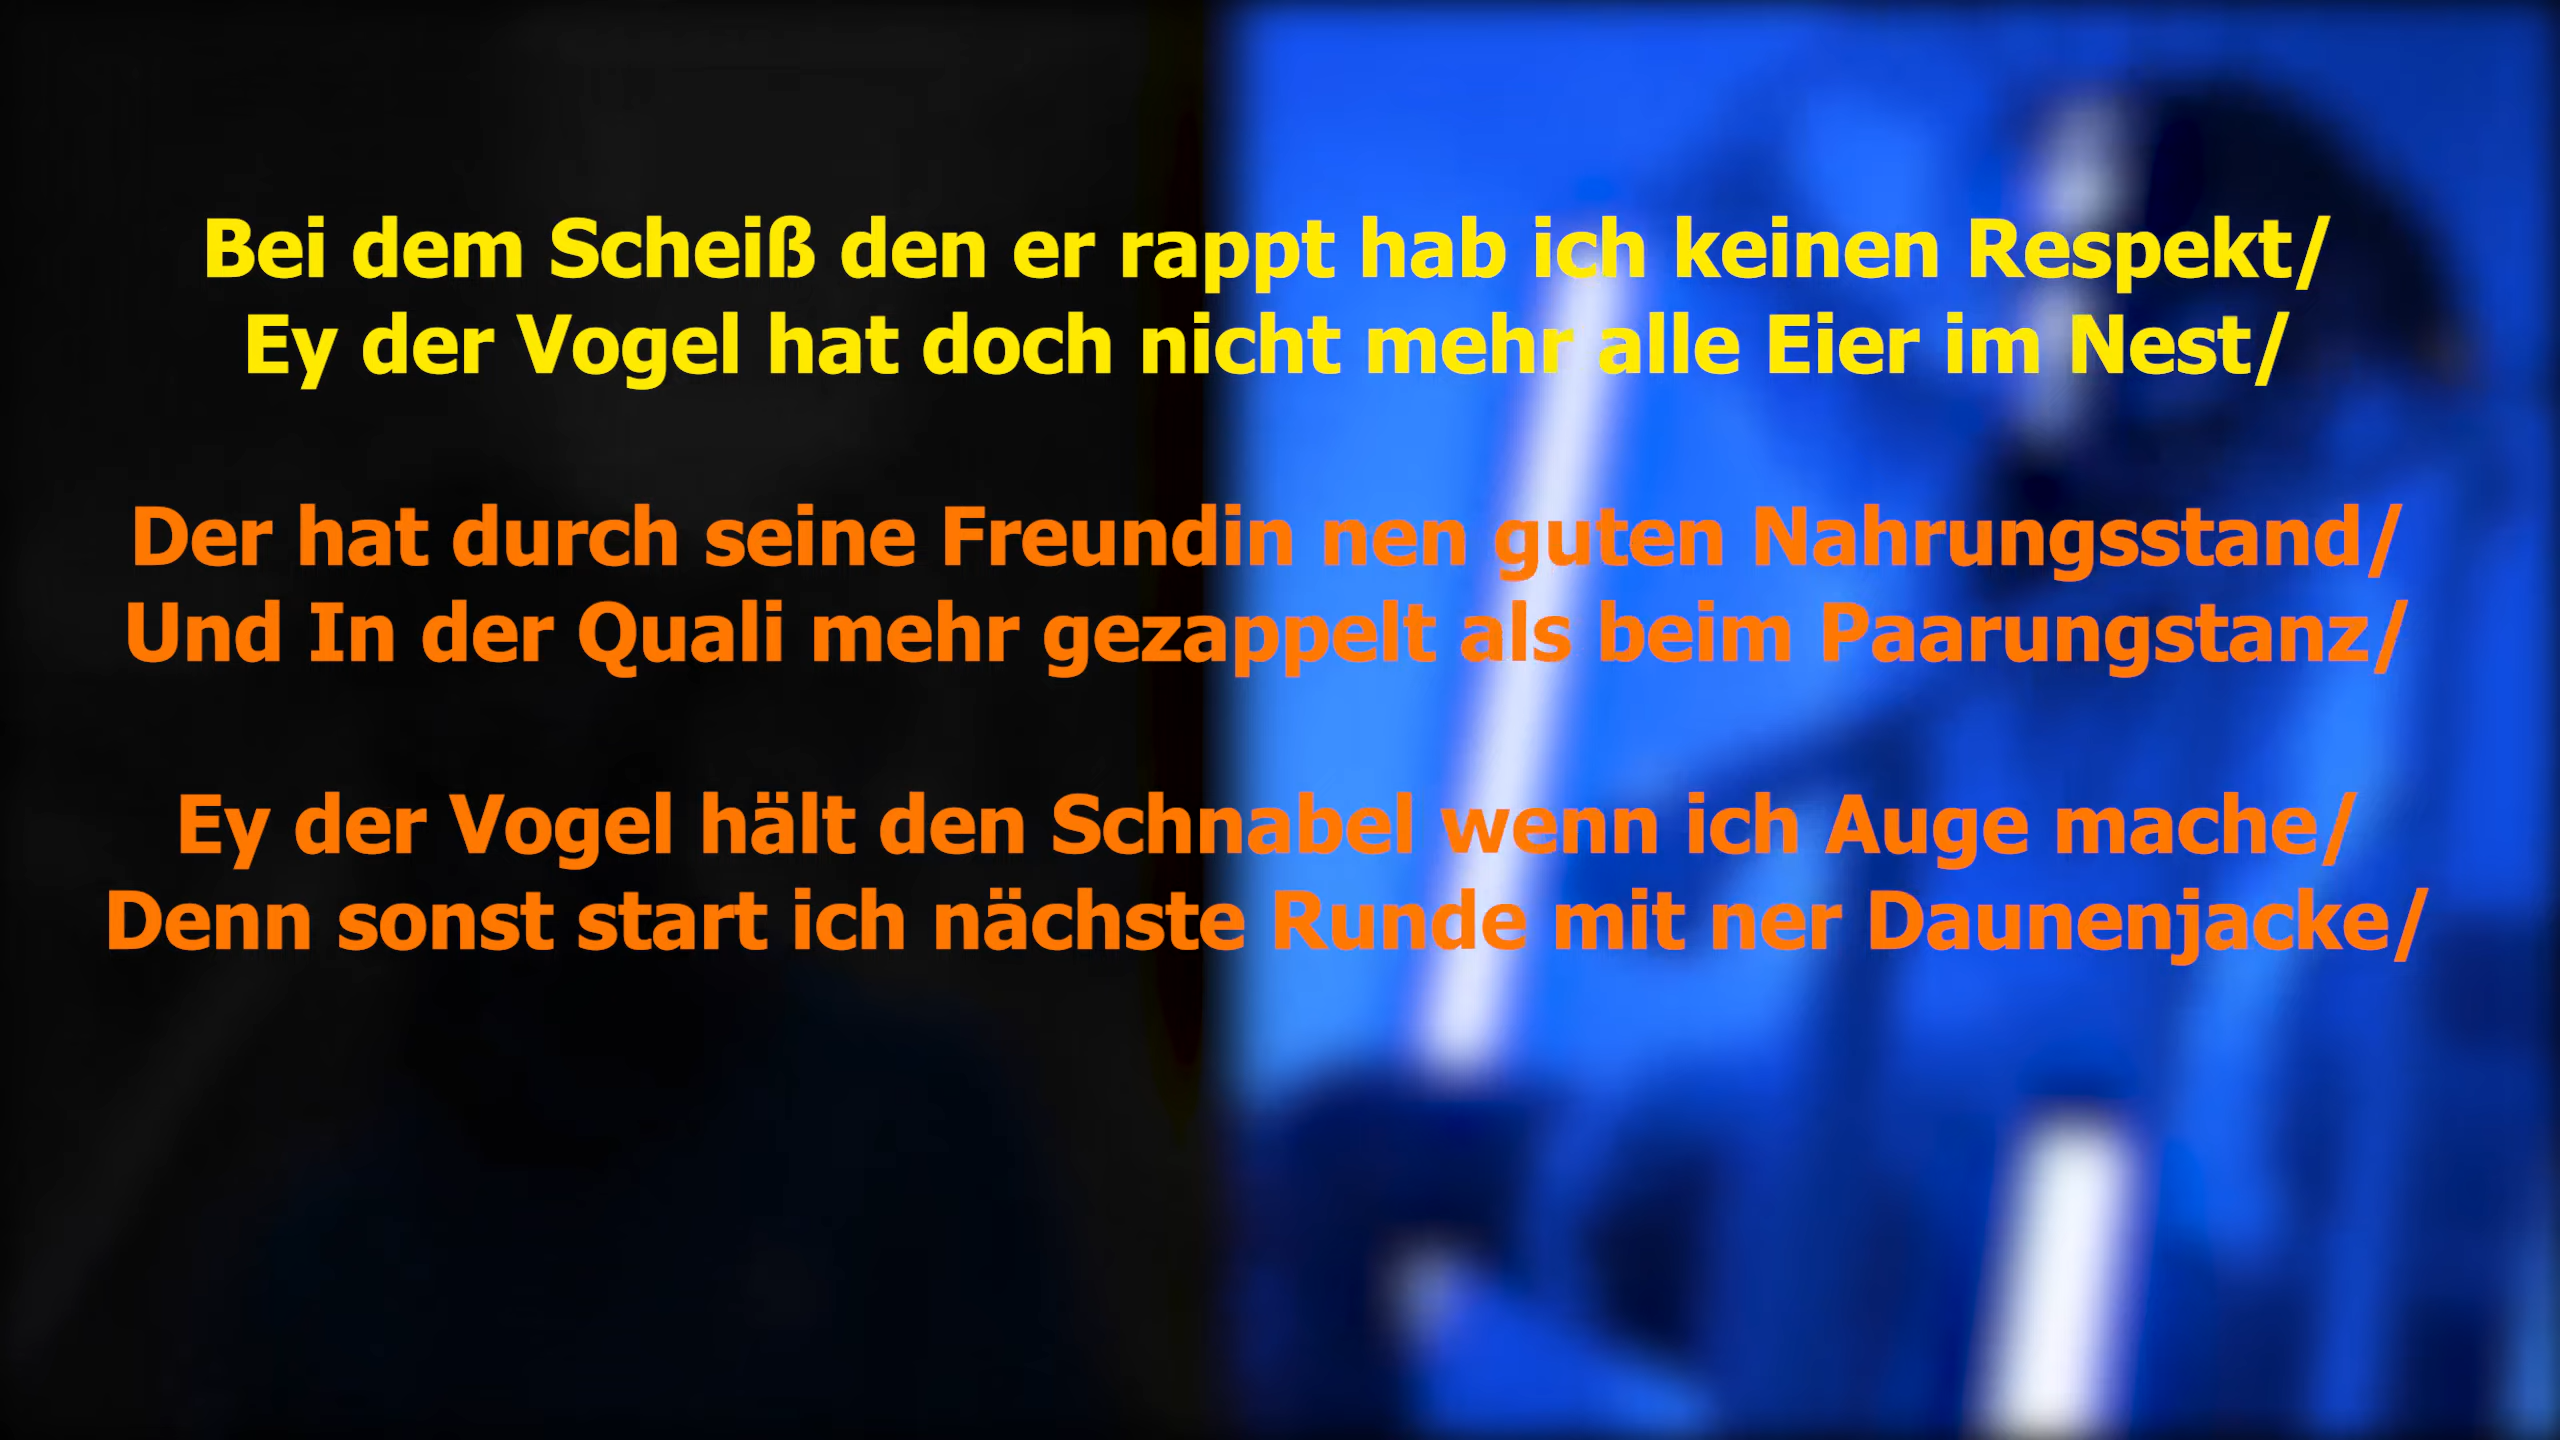 Bei dem Scheiß den er rappt hab ich keinen Respekt/
Ey der Vogel hat doch nicht mehr alle Eier im Nest/
Der hat durch seine Freundin nen guten Nahrungsstand/
Und In der Quali mehr gezappelt als beim Paarungstanz/
Ey der Vogel hält den Schnabel wenn ich Auge mache/
Denn sonst start ich nächste Runde mit ner Daunenjacke/